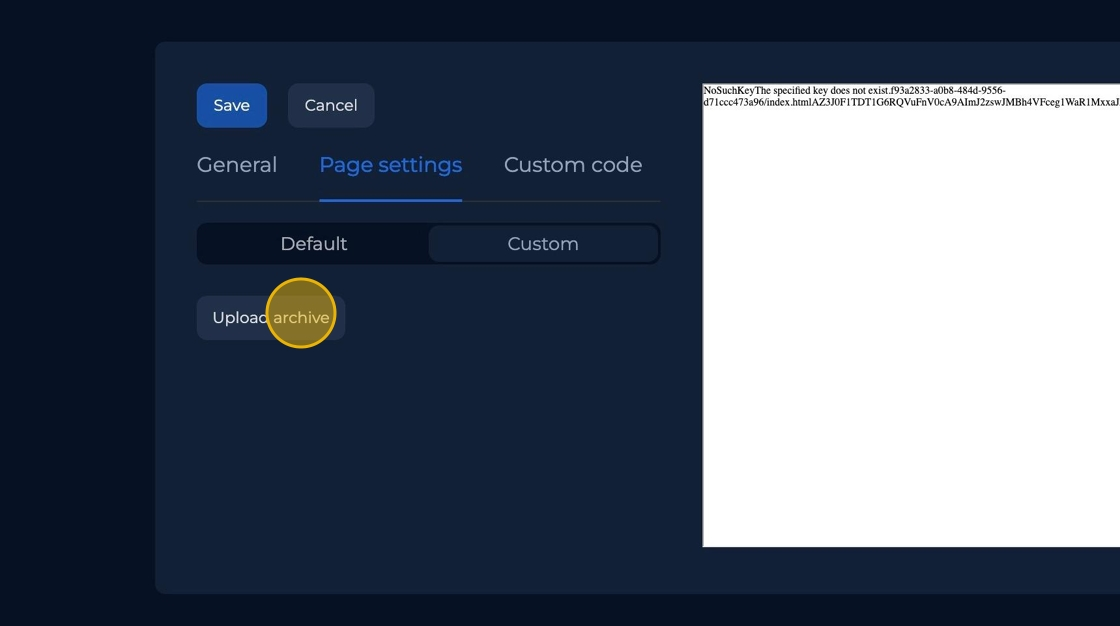 Save
Cancel
General
Page settings
Custom code
Default
Custom
Upload archive
NoSuchKeyThe specified key does not exist.f93a2833-a0b8-484d-9556-
d71ccc473a96/index.htmlAZ3J0F1TDT1G6RQVuFnV0cA9AImJ2zswJMBh4VFceg1WaR1MxxaJ